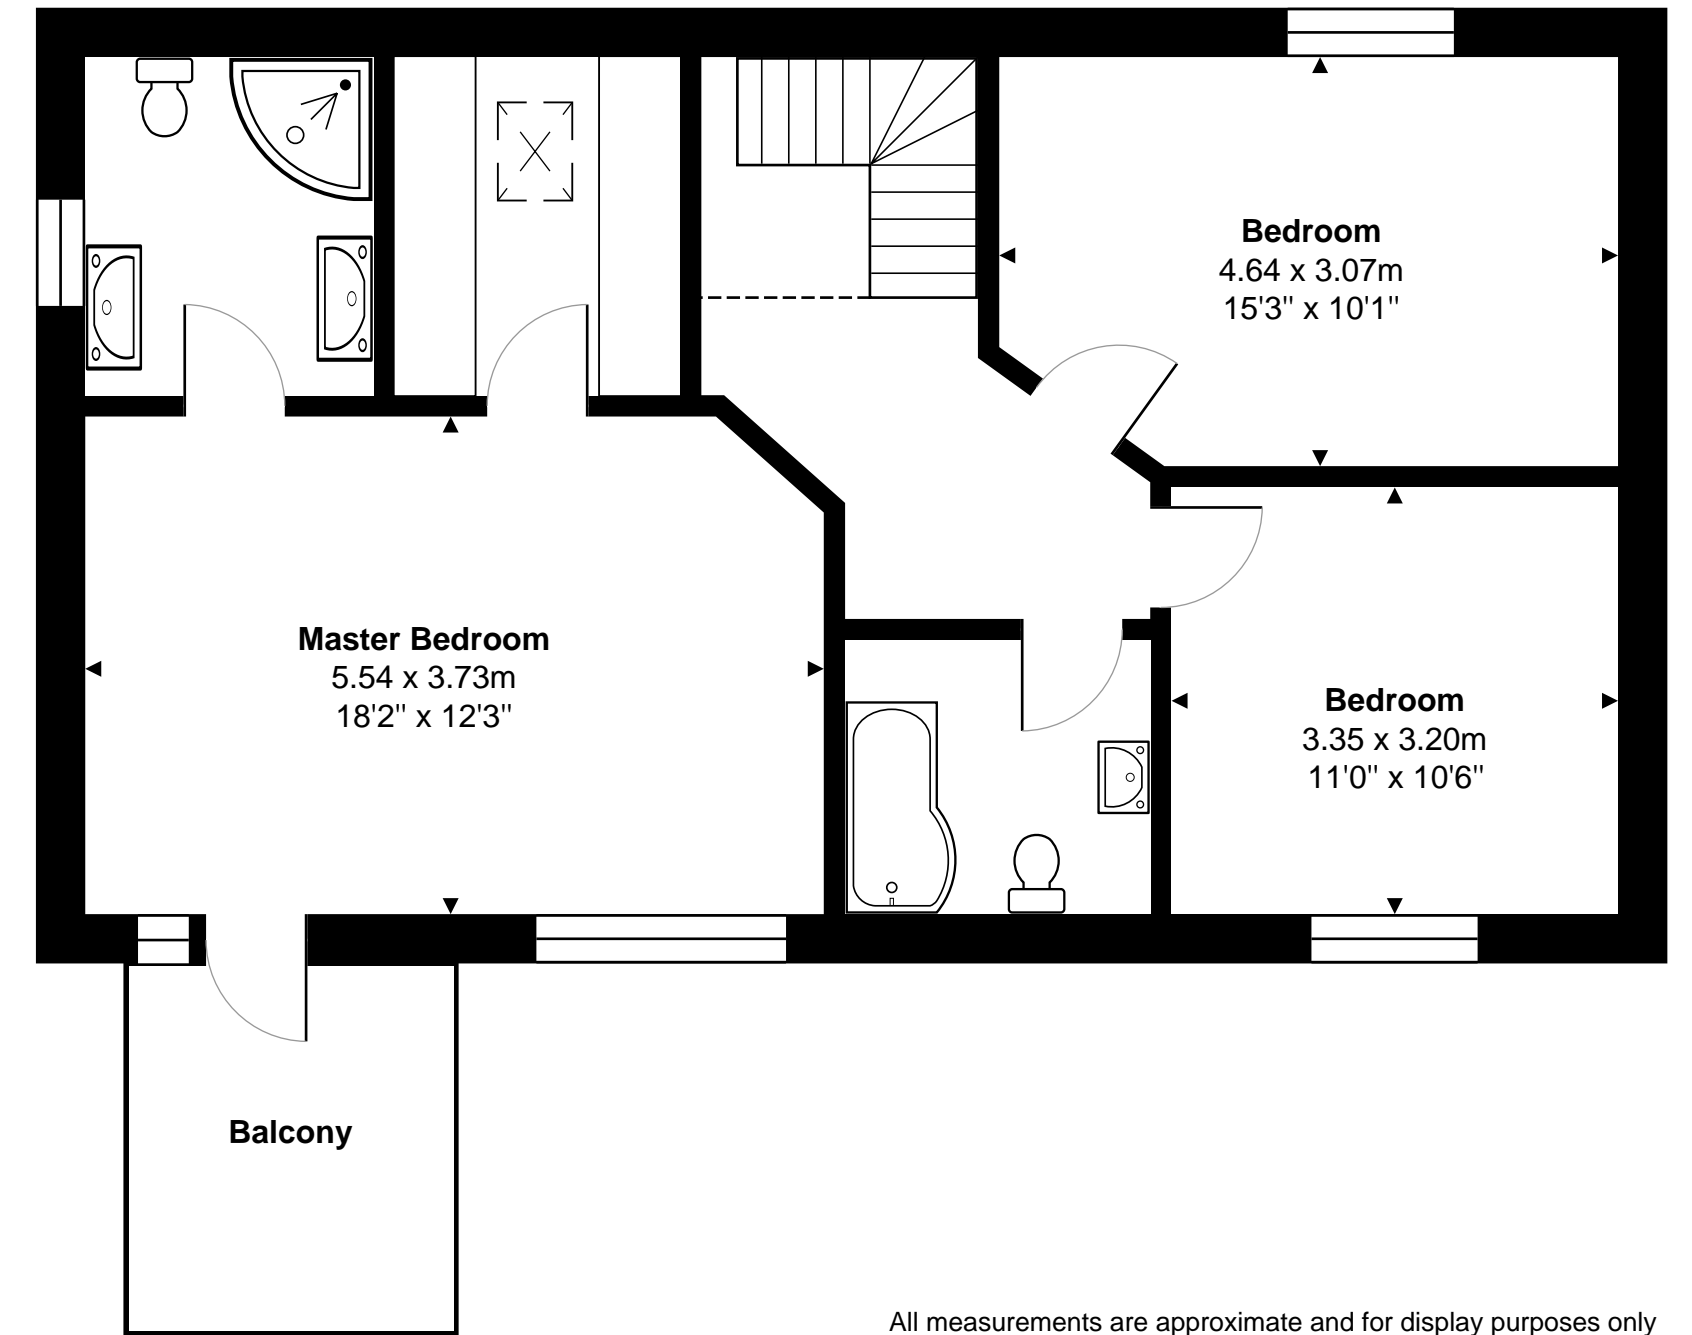 Bedroom
4.64 x 3.07m
15'3" x 10'1"
Master Bedroom
5.54 x 3.73m
18'2" x 12'3"
Bedroom
3.35 x 3.20m
11'0" x 10'6"
Balcony
All measurements are approximate and for display purposes only